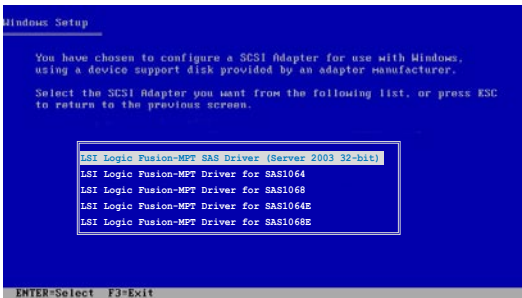 Windows Setup
You have chosen to configure a SCSI Adapter for use with Windows,
using a device support disk provided by an adapter manufacturer.
Select the SCSI Adapter you want from the following list, or press ESC
to return to the previous screen.
LSI Logic Fusion-MPT SAS Driver (Server 2003 32-bit)
LSI Logic Fusion-MPT Driver for SAS1064
LSI Logic Fusion-MPT Driver for SAS1068
LSI Logic Fusion-MPT Driver for SAS1064E
LSI Logic Fusion-MPT Driver for SAS1068E
ENTER=Select F3=Exit